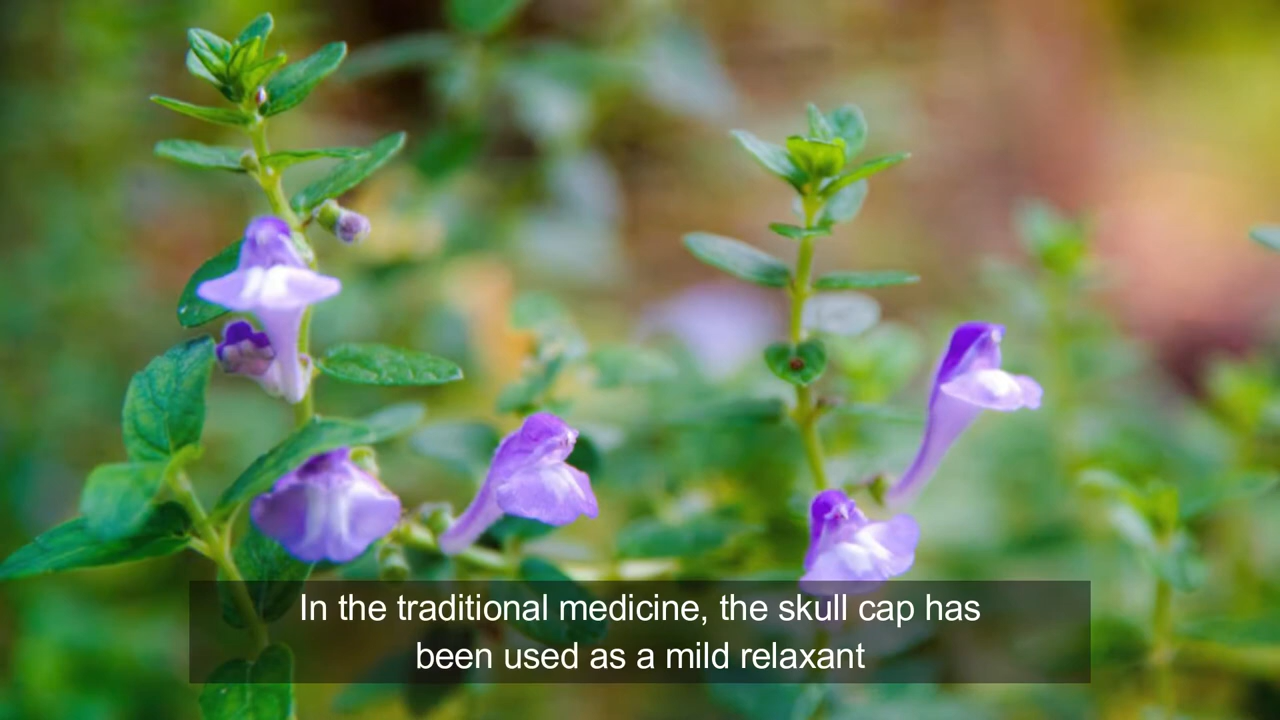 In the traditional medicine, the skull cap has
been used as a mild relaxant